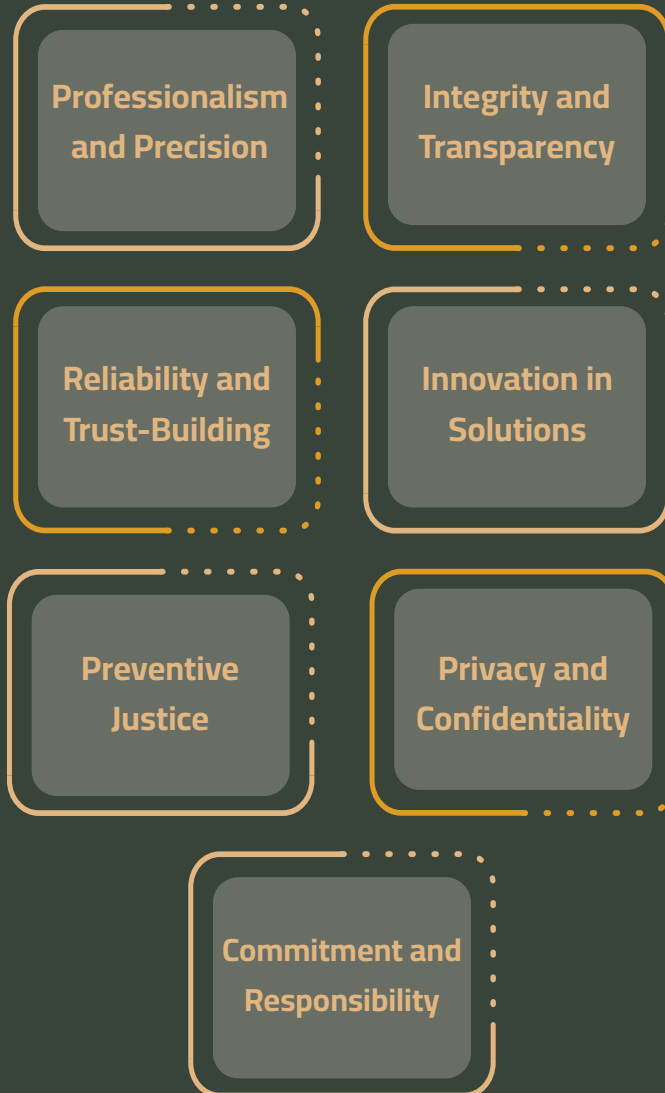 Professionalism
and Precision
Integrity and
Transparency
Reliability and
Trust-Building
Innovation in
Solutions
Preventive
Justice
Privacy and
Confidentiality
Commitment and
Responsibility